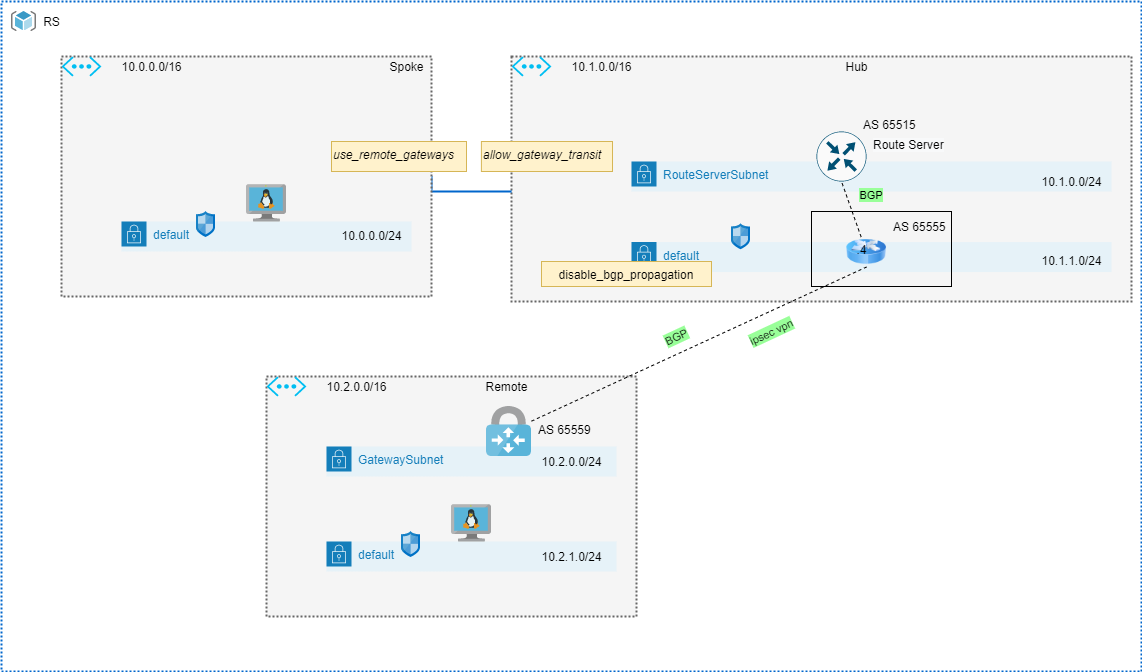 RS
10.0.0.0/16
Spoke
10.1.0.0/16
Hub
AS 65515
Route Server
use_remote_gateways
allow_gateway_transit
RouteServerSubnet
10.1.0.0/24
BGP
default
10.0.0.0/24
AS 65555
.4
default
10.1.1.0/24
disable_bgp_propagation
BGP
ipsec vpn
10.2.0.0/16
Remote
AS 65559
GatewaySubnet
10.2.0.0/24
default
10.2.1.0/24